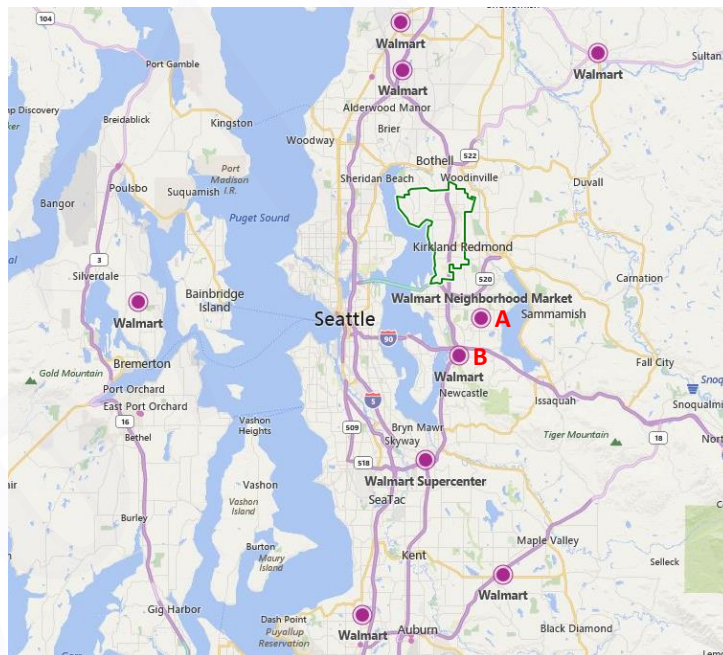 104
Walmart
Sultan
Port Gamble
Walmart
Walmart
Alderwood Manor
Breidablick
Kingston
Brier
Woodway
Bothell
522
Port
Madison
I.R.
Sheridan Beach
Woodinville
Poulsbo
Suquamish
Duvall
Bangor
Puget Sound
Kirkland Redmond
3
Silverdale
520
Carnation
Bainbridge
Island
Walmart Neighborhood Market
Walmart
Seattle
A
Sammamish
90
B
Bremerton
Walmart
Fall City
Gold Mountain
Port Orchard
Newcastle
5
Issaquah
East Port Orchard
Snoqualmi
16
Vashon
Heights
Bryn Mawr
509
Skyway
Tiger Mountain
18
Bethel
North
518
Walmart Supercenter
Vashon
SeaTac
Vashon
Island
Burley
Maple Valley
Burton
Maury
Island
Kent
Selleck
Walmart
Gig Harbor
Dash Point
Puyallup
Reservation
Walmart
Auburn
Black Diamond